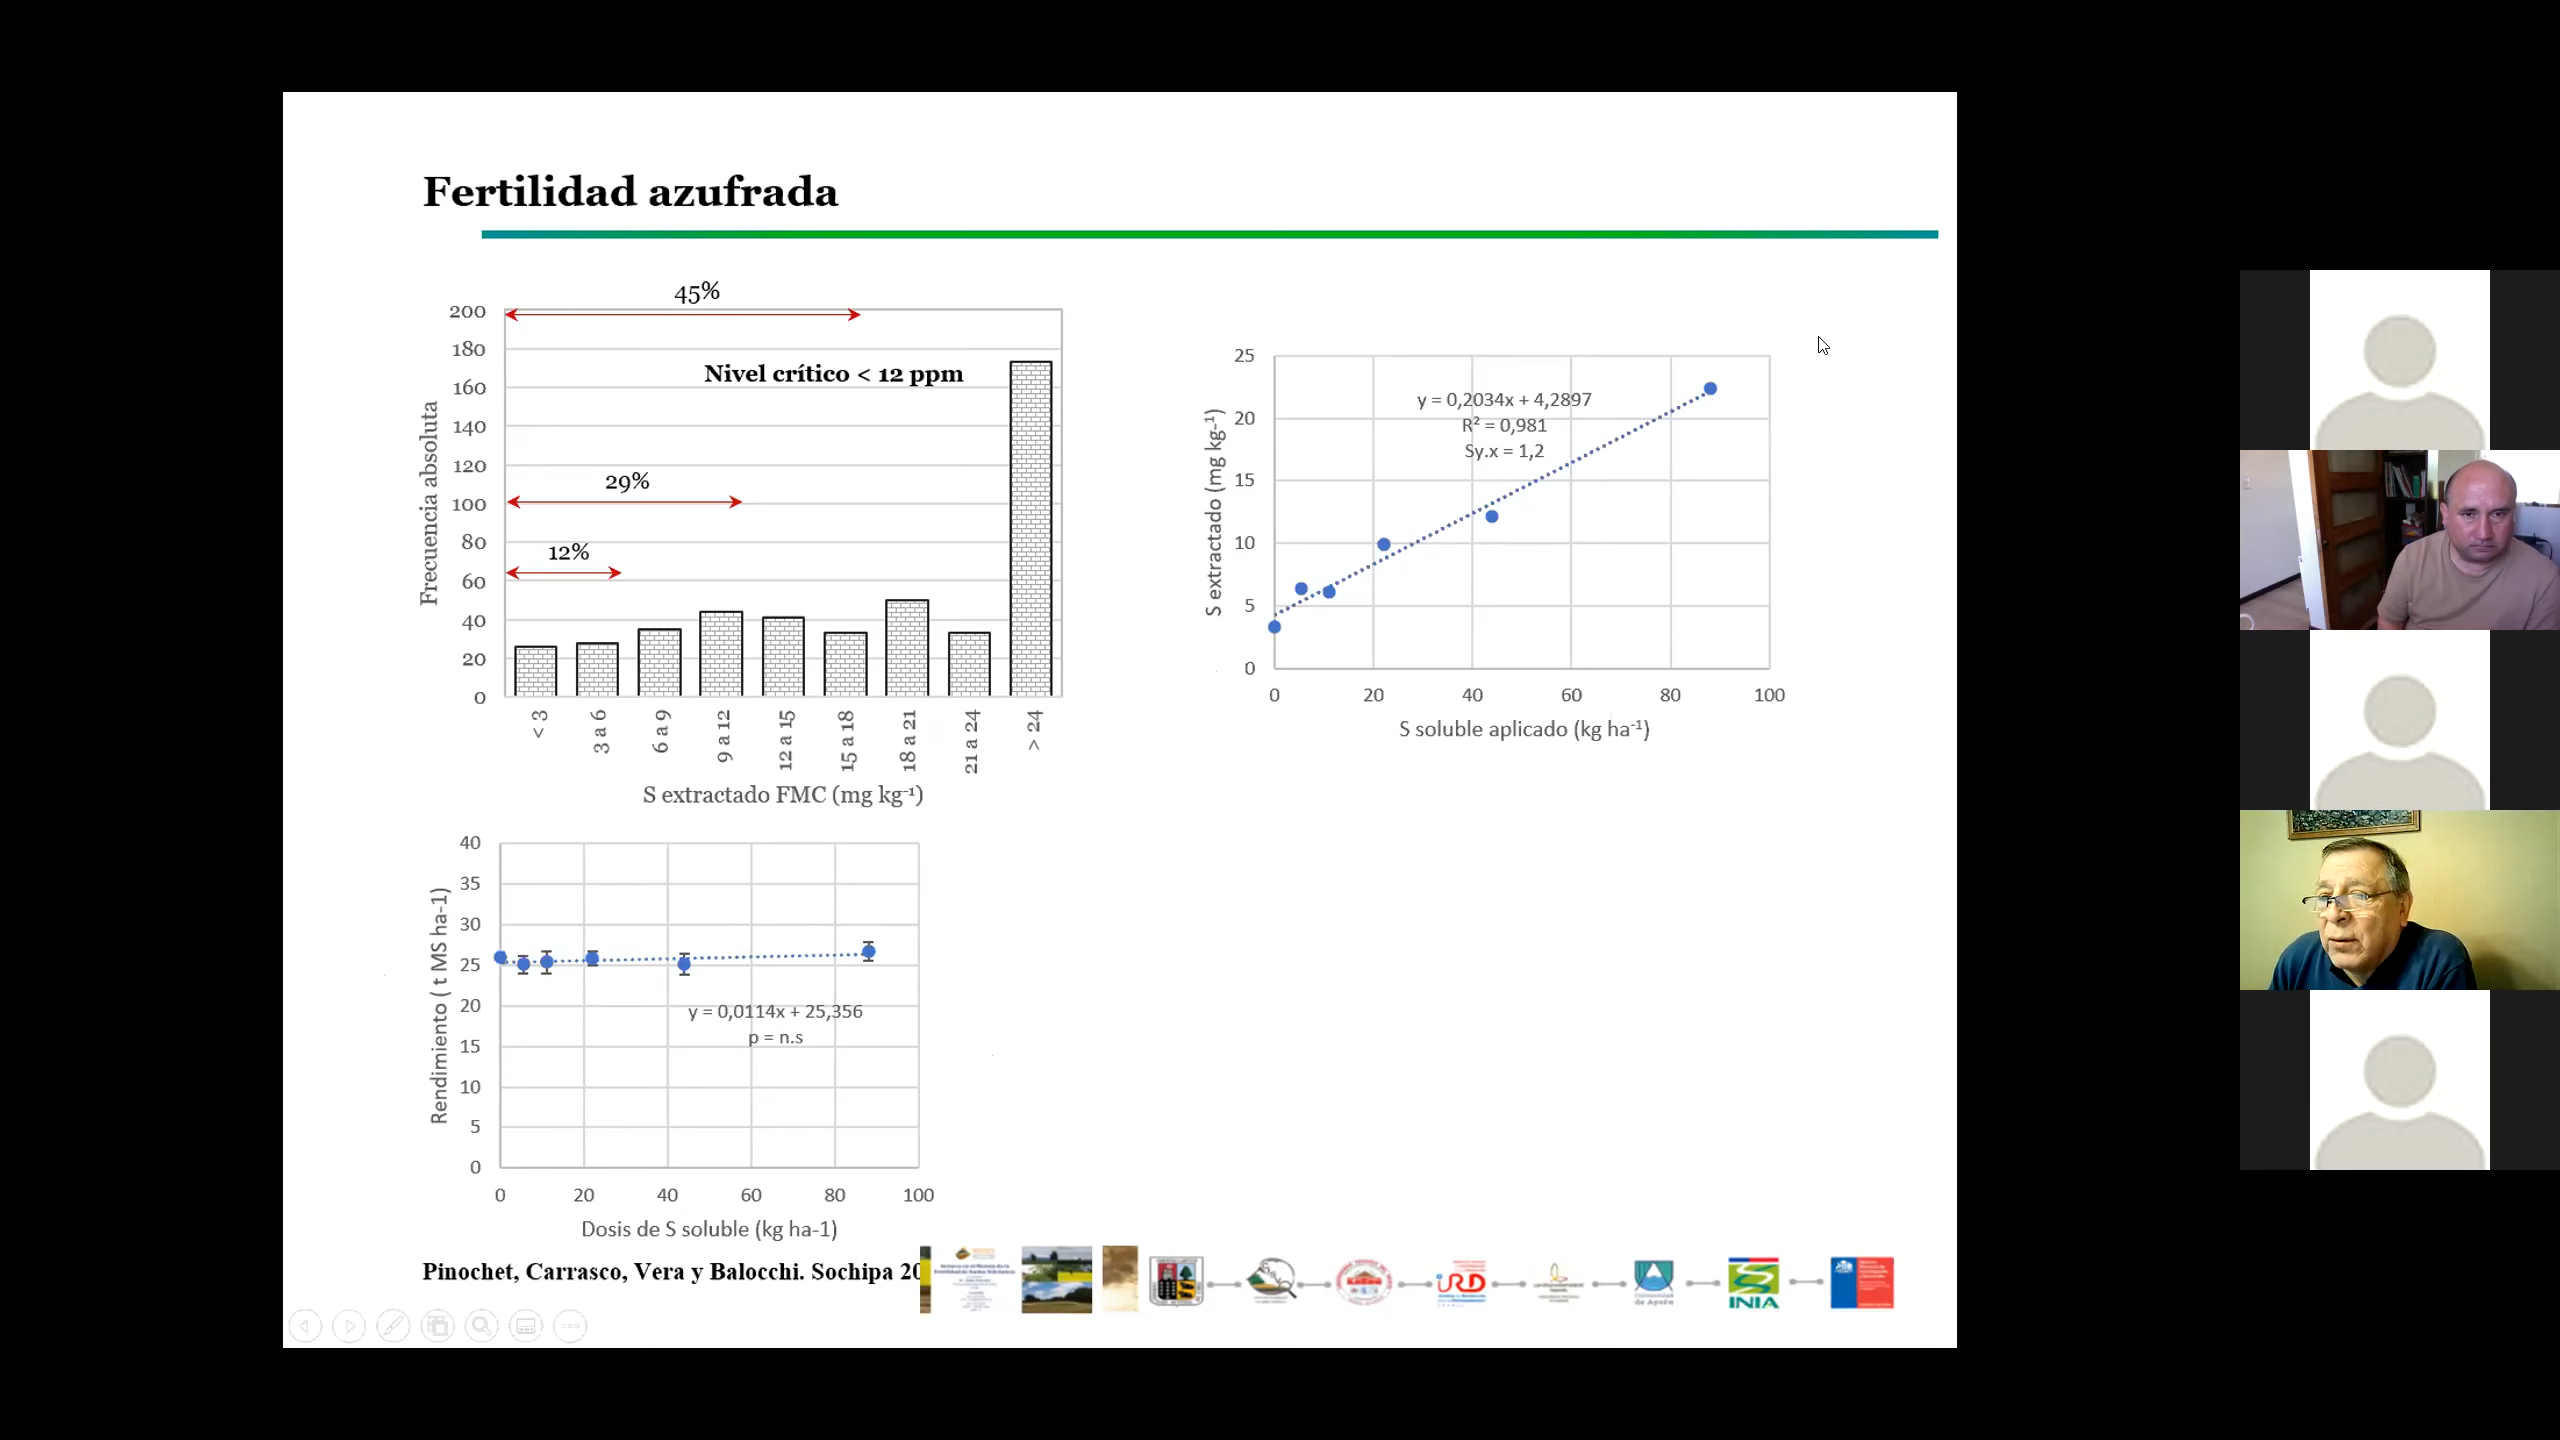 Fertilidad azufrada
45%
200
180
160
140
120
100
80
60
40
20
0
Nivel crítico < 12 ppm
29%
12%
Frecuencia absoluta
< 3
3 a 6
6 a 9
9 a 12
12 a 15
15 a 18
18 a 21
21 a 24
> 24
S extractado FMC (mg kg⁻¹)
25
20
15
10
5
0
y = 0,2034x + 4,2897
R² = 0,981
Sy.x = 1,2
S extractado (mg kg-¹)
0 20 40 60 80 100
S soluble aplicado (kg ha⁻¹)
40
35
30
25
20
15
10
5
0
y = 0,0114x + 25,356
p = n.s
Rendimiento ( t MS ha-1)
0 20 40 60 80 100
Dosis de S soluble (kg ha-1)
Pinochet, Carrasco, Vera y Balocchi. Sochipa 20
iRD
de Aysén
INIA